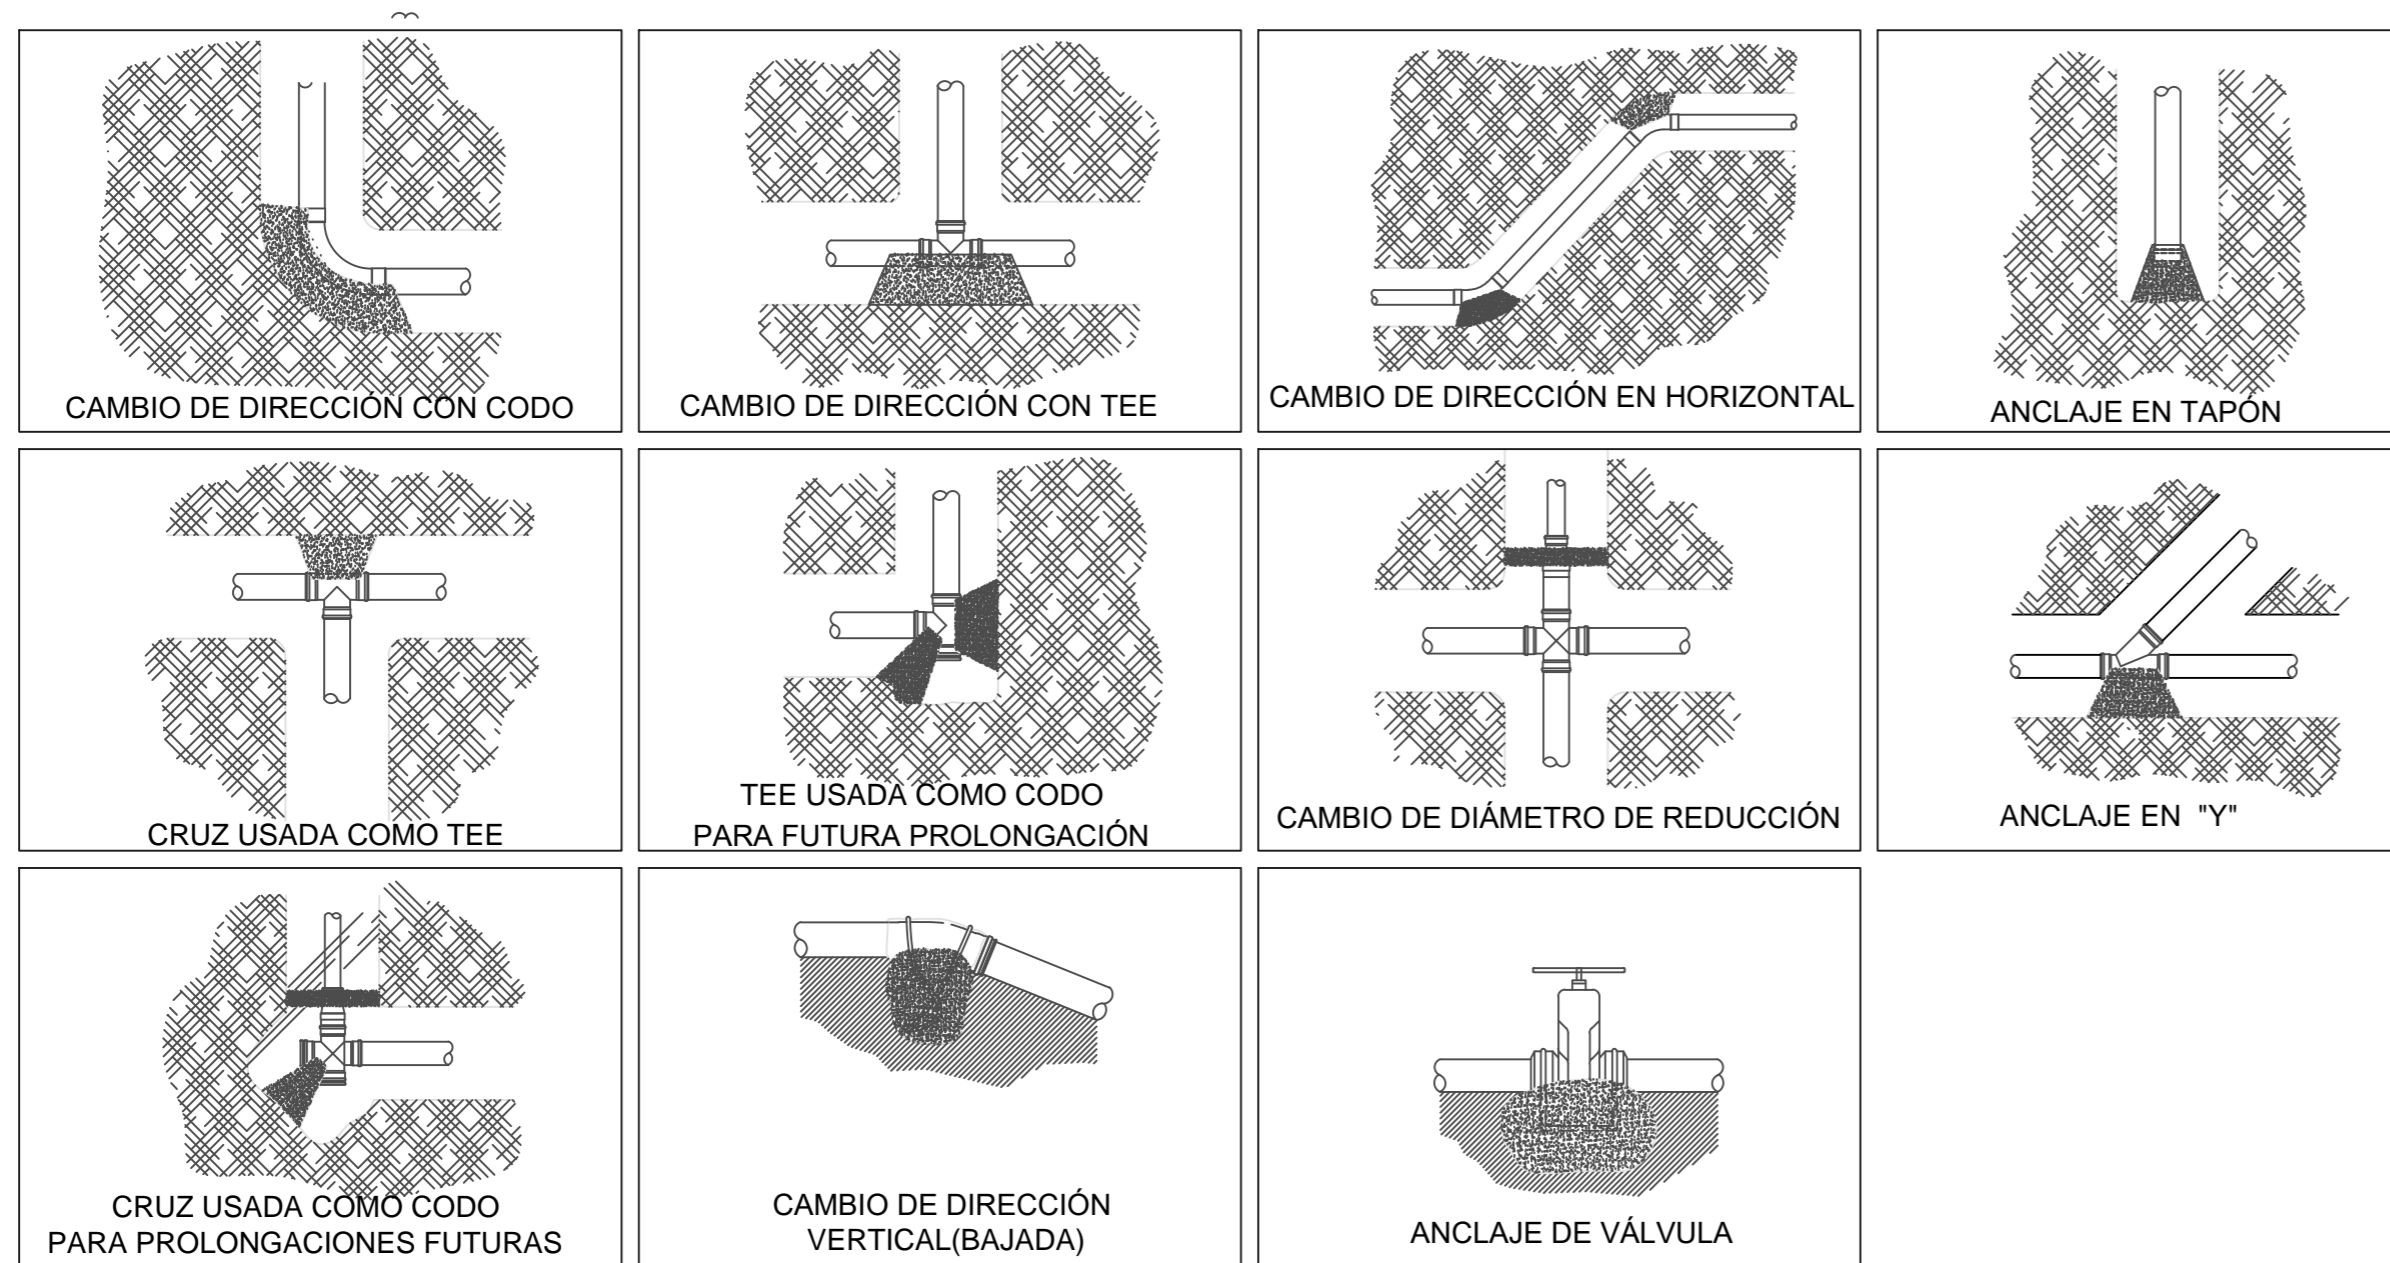 CAMBIO DE DIRECCIÓN CON CODO
CAMBIO DE DIRECCIÓN CON TEE
CAMBIO DE DIRECCIÓN EN HORIZONTAL
ANCLAJE EN TAPÓN
CRUZ USADA COMO TEE
TEE USADA COMO CODO
PARA FUTURA PROLONGACIÓN
CAMBIO DE DIÁMETRO DE REDUCCIÓN
ANCLAJE EN "Y"
CRUZ USADA COMO CODO
PARA PROLONGACIONES FUTURAS
CAMBIO DE DIRECCIÓN
VERTICAL(BAJADA)
ANCLAJE DE VÁLVULA